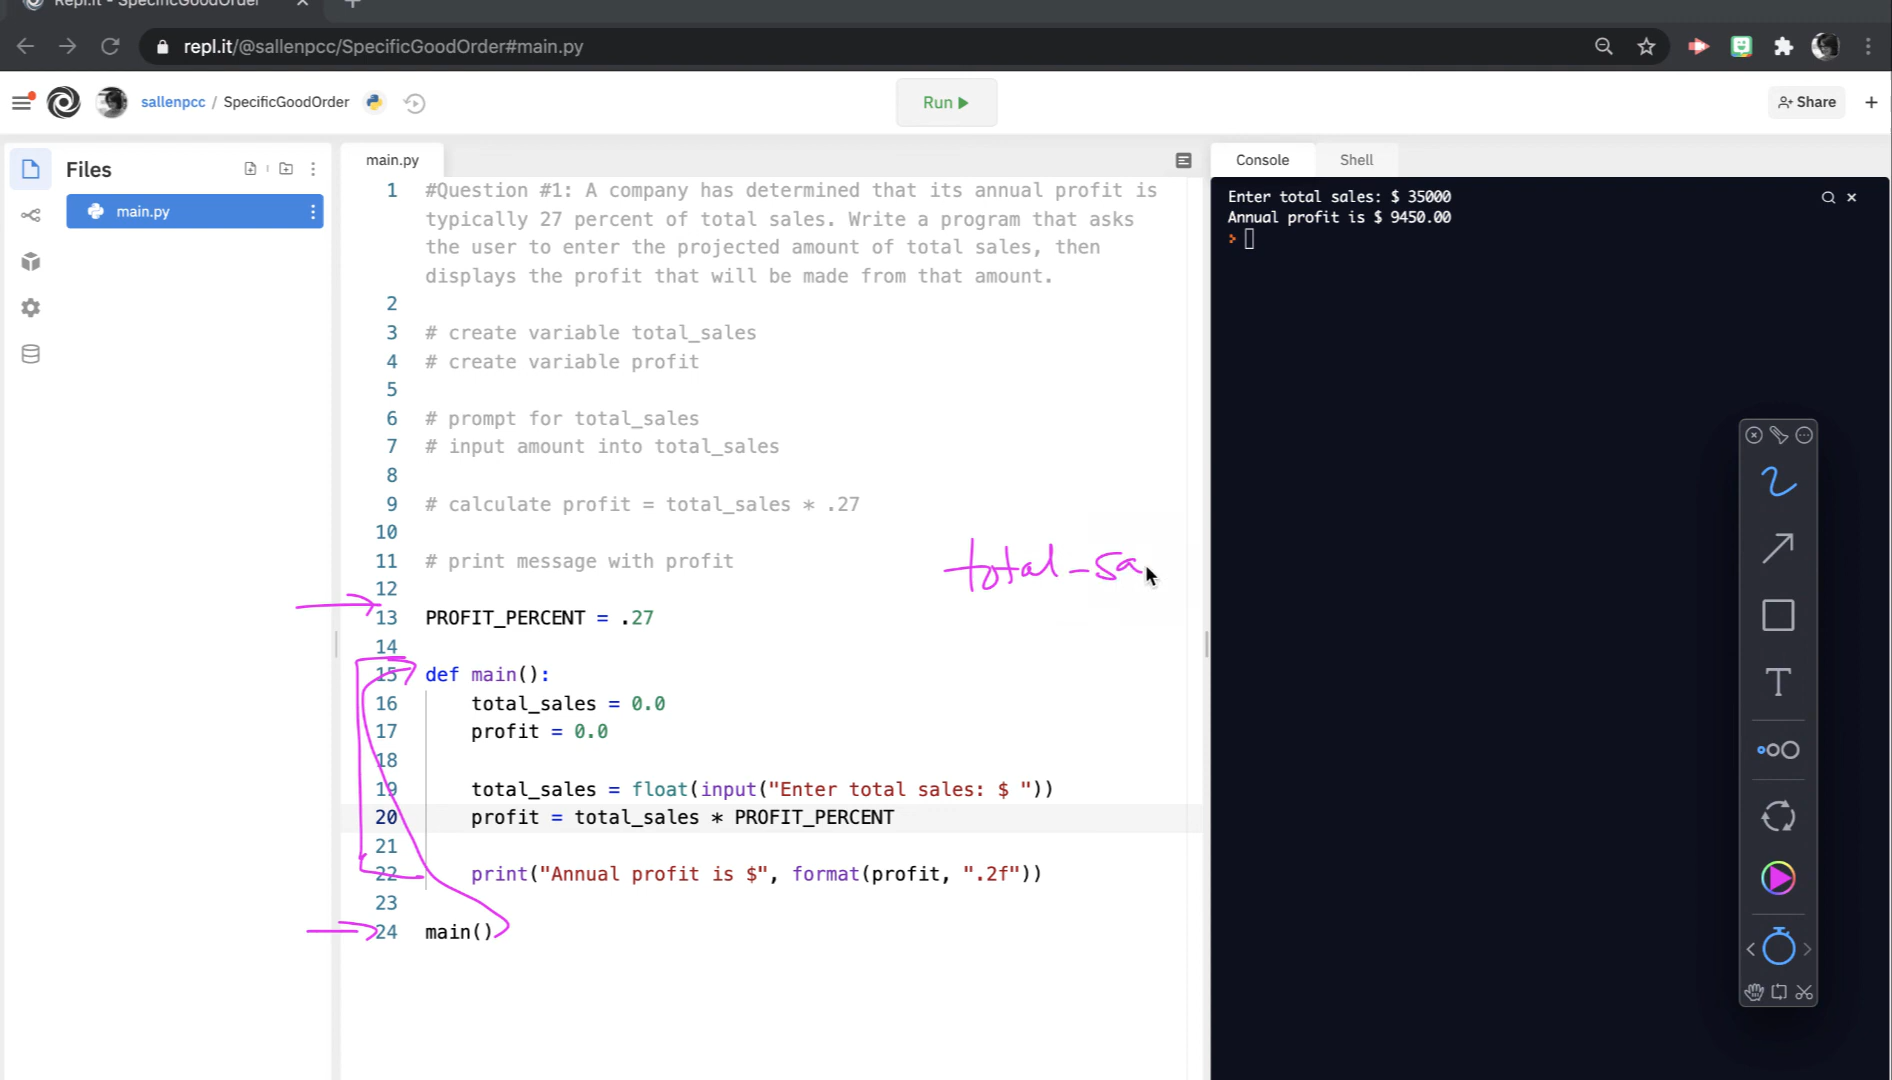 Repl.it - SpecificGoodOrder
repl.it/@sallenpcc/SpecificGoodOrder#main.py
sallenpcc / SpecificGoodOrder
Run
Share
Files
main.py
main.py
1 #Question #1: A company has determined that its annual profit is
typically 27 percent of total sales. Write a program that asks
the user to enter the projected amount of total sales, then
displays the profit that will be made from that amount.
2
3 # create variable total_sales
4 # create variable profit
5
6 # prompt for total_sales
7 # input amount into total_sales
8
9 # calculate profit = total_sales * .27
10
11 # print message with profit
total-sa
12
13 PROFIT_PERCENT = .27
14
15 def main():
16 total_sales = 0.0
17 profit = 0.0
18
19 total_sales = float(input("Enter total sales: $ "))
20 profit = total_sales * PROFIT_PERCENT
21
22 print("Annual profit is $", format(profit, ".2f"))
23
24 main()
Console Shell
Enter total sales: $ 35000
Annual profit is $ 9450.00
T